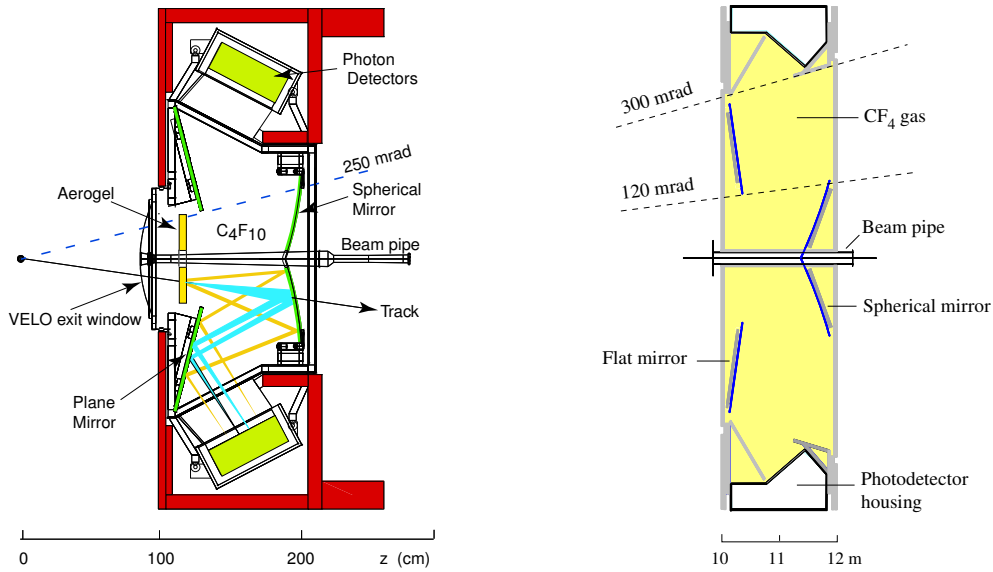 Photon
Detectors
250 mrad
Aerogel
Spherical
Mirror
C4F10
Beam pipe
VELO exit window
Track
Plane
Mirror
0
100
200
z (cm)
300 mrad
CF4 gas
120 mrad
Beam pipe
Spherical mirror
Flat mirror
Photodetector
housing
10
11
12 m